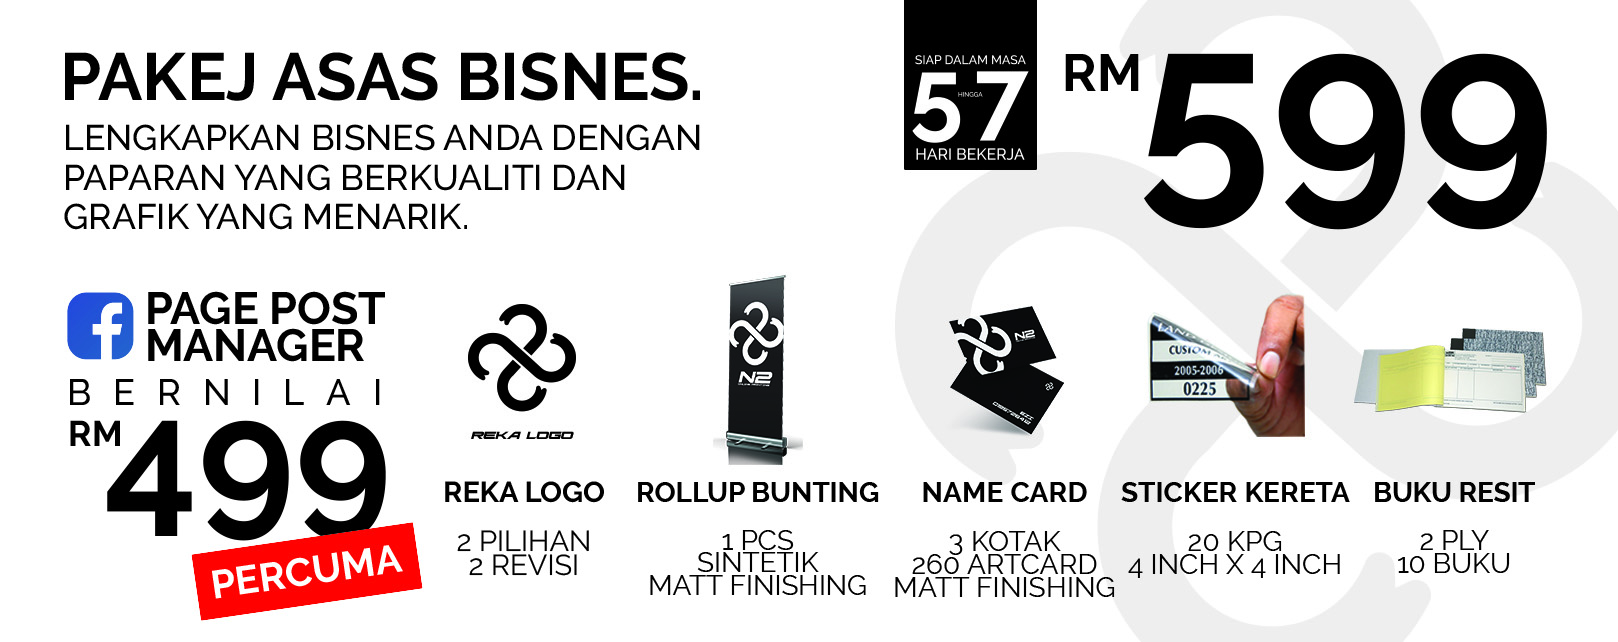 PAKEJ ASAS BISNES.
LENGKAPKAN BISNES ANDA DENGAN
PAPARAN YANG BERKUALITI DAN
GRAFIK YANG MENARIK.
SIAP DALAM MASA
5 HINGGA 7
HARI BEKERJA
RM 599
PAGE POST
MANAGER
BERNILAI
RM
499
PERCUMA
REKA LOGO
REKA LOGO
2 PILIHAN
2 REVISI
N2
ROLLUP BUNTING
1 PCS
SINTETIK
MATT FINISHING
N2
NAME CARD
3 KOTAK
260 ARTCARD
MATT FINISHING
2005-2006
0225
STICKER KERETA
20 KPG
4 INCH X 4 INCH
BUKU RESIT
2 PLY
10 BUKU